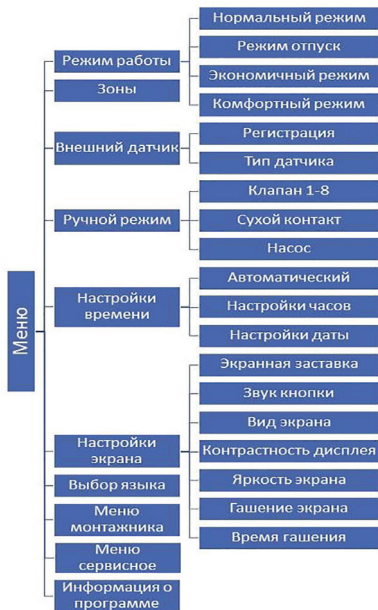 Меню
Режим работы
Нормальный режим
Режим отпуск
Экономичный режим
Комфортный режим
Зоны
Внешний датчик
Регистрация
Тип датчика
Ручной режим
Клапан 1-8
Сухой контакт
Насос
Настройки
времени
Автоматический
Настройки часов
Настройки даты
Настройки
экрана
Экранная заставка
Звук кнопки
Вид экрана
Контрастность дисплея
Яркость экрана
Гашение экрана
Время гашения
Выбор языка
Меню
монтажника
Меню
сервисное
Информация о
программе